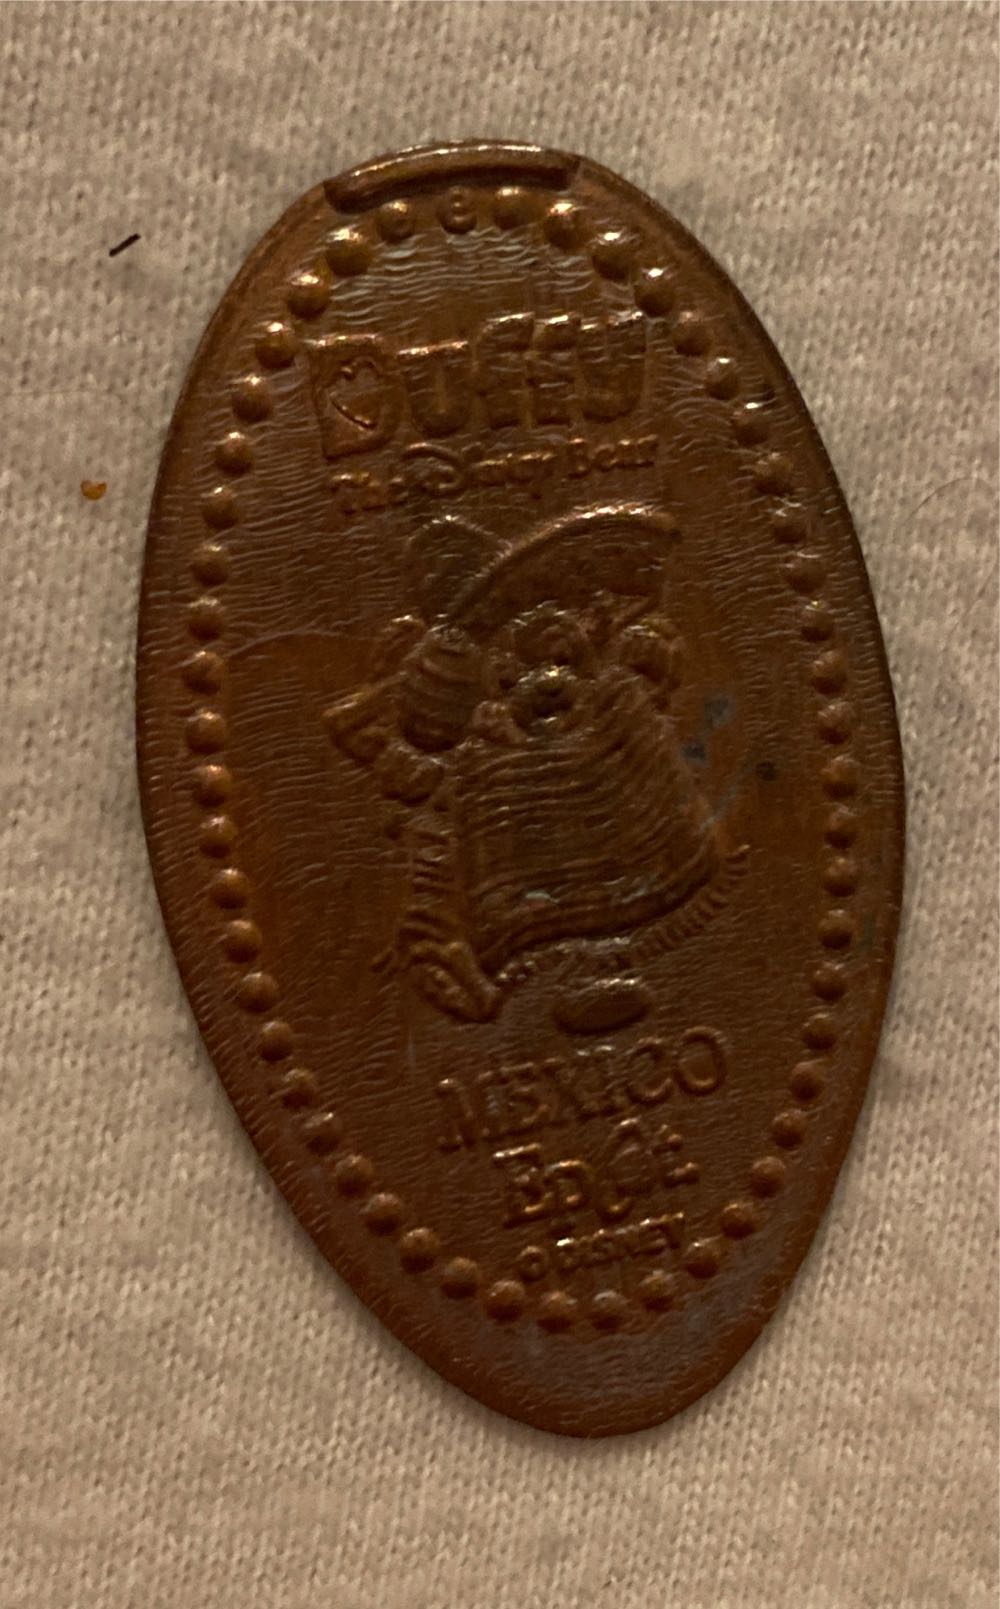 DUFFY
The Disney Bear
MEXICO
Epcot
© DISNEY